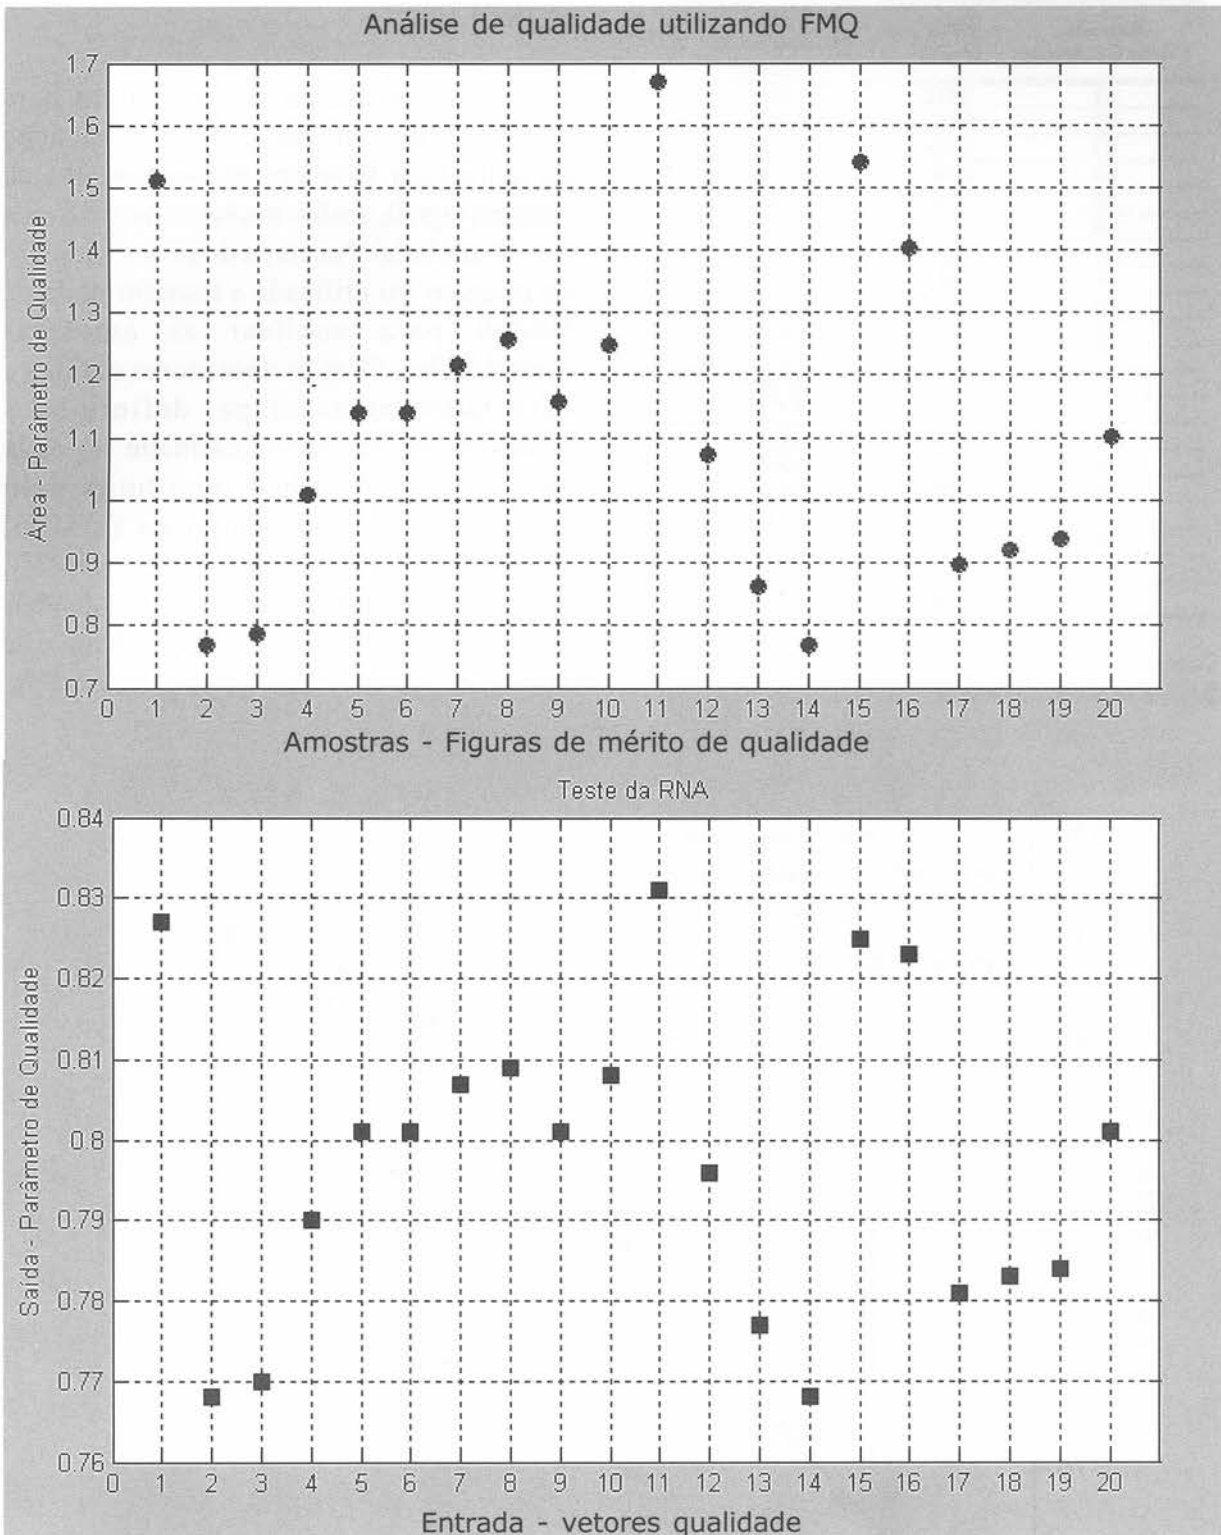 Análise de qualidade utilizando FMQ
Área - Parâmetro de Qualidade
1.7
1.6
1.5
1.4
1.3
1.2
1.1
1
0.9
0.8
0.7
0 1 2 3 4 5 6 7 8 9 10 11 12 13 14 15 16 17 18 19 20
Amostras - Figuras de mérito de qualidade
Teste da RNA
Saída - Parâmetro de Qualidade
0.84
0.83
0.82
0.81
0.8
0.79
0.78
0.77
0.76
0 1 2 3 4 5 6 7 8 9 10 11 12 13 14 15 16 17 18 19 20
Entrada - vetores qualidade